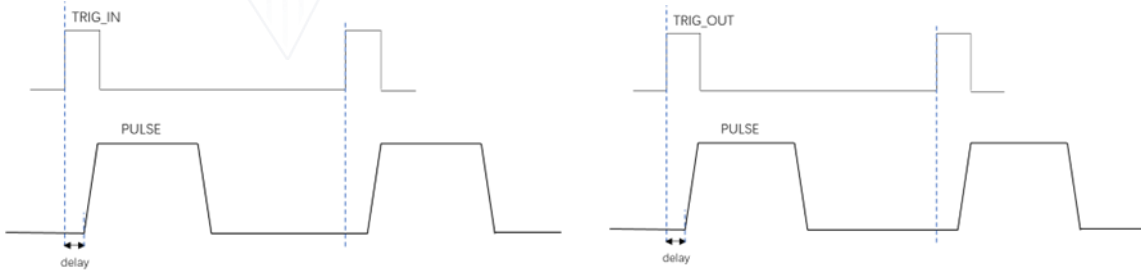 TRIG_IN
PULSE
delay
TRIG_OUT
PULSE
delay